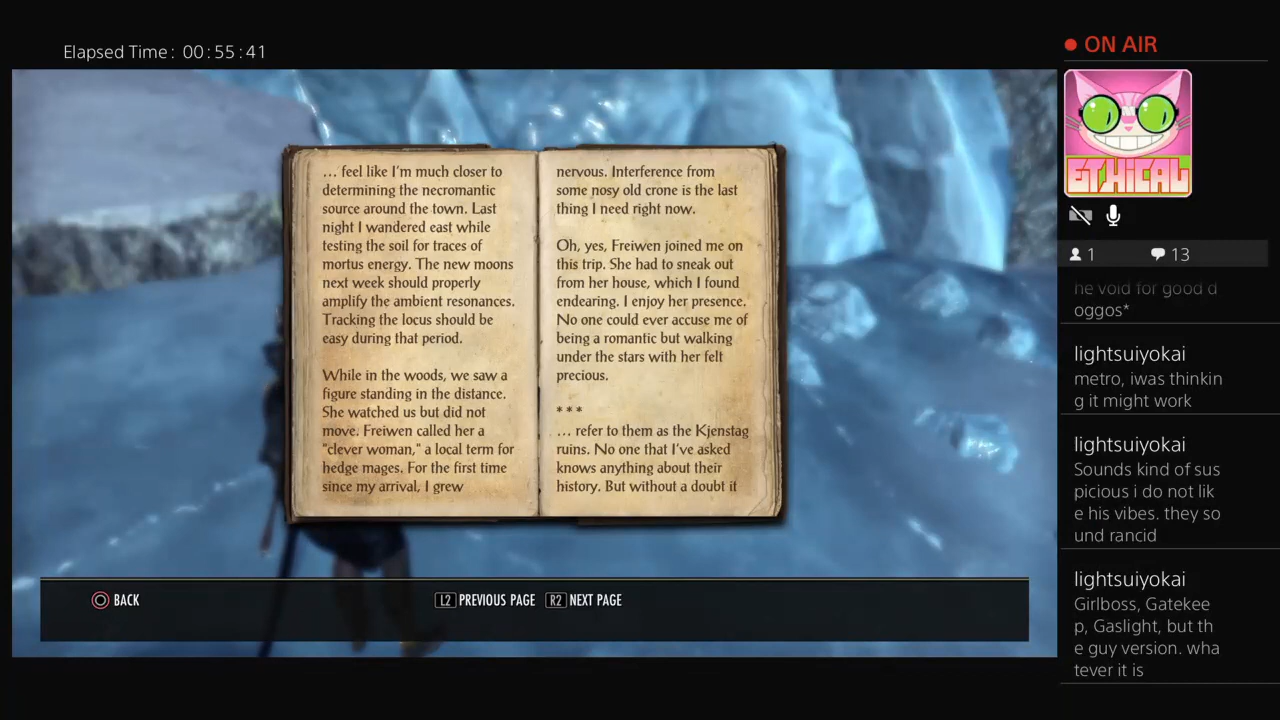 Elapsed Time: 00:55:41
… feel like I'm much closer to
determining the necromantic
source around the town. Last
night I wandered east while
testing the soil for traces of
mortus energy. The new moons
next week should properly
amplify the ambient resonances.
Tracking the locus should be
easy during that period.
While in the woods, we saw a
figure standing in the distance.
She watched us but did not
move. Freiwen called her a
"clever woman," a local term for
hedge mages. For the first time
since my arrival, I grew
nervous. Interference from
some nosy old crone is the last
thing I need right now.
Oh, yes, Freiwen joined me on
this trip. She had to sneak out
from her house, which I found
endearing. I enjoy her presence.
No one could ever accuse me of
being a romantic but walking
under the stars with her felt
precious.
* * *
… refer to them as the Kjenstag
ruins. No one that I've asked
knows anything about their
history. But without a doubt it
BACK
L2 PREVIOUS PAGE R2 NEXT PAGE
ON AIR
ETHICAL
1 13
he void for good d
oggos*
lightsuiyokai
metro, iwas thinkin
g it might work
lightsuiyokai
Sounds kind of sus
picious i do not lik
e his vibes. they so
und rancid
lightsuiyokai
Girlboss, Gatekee
p, Gaslight, but th
e guy version. wha
tever it is